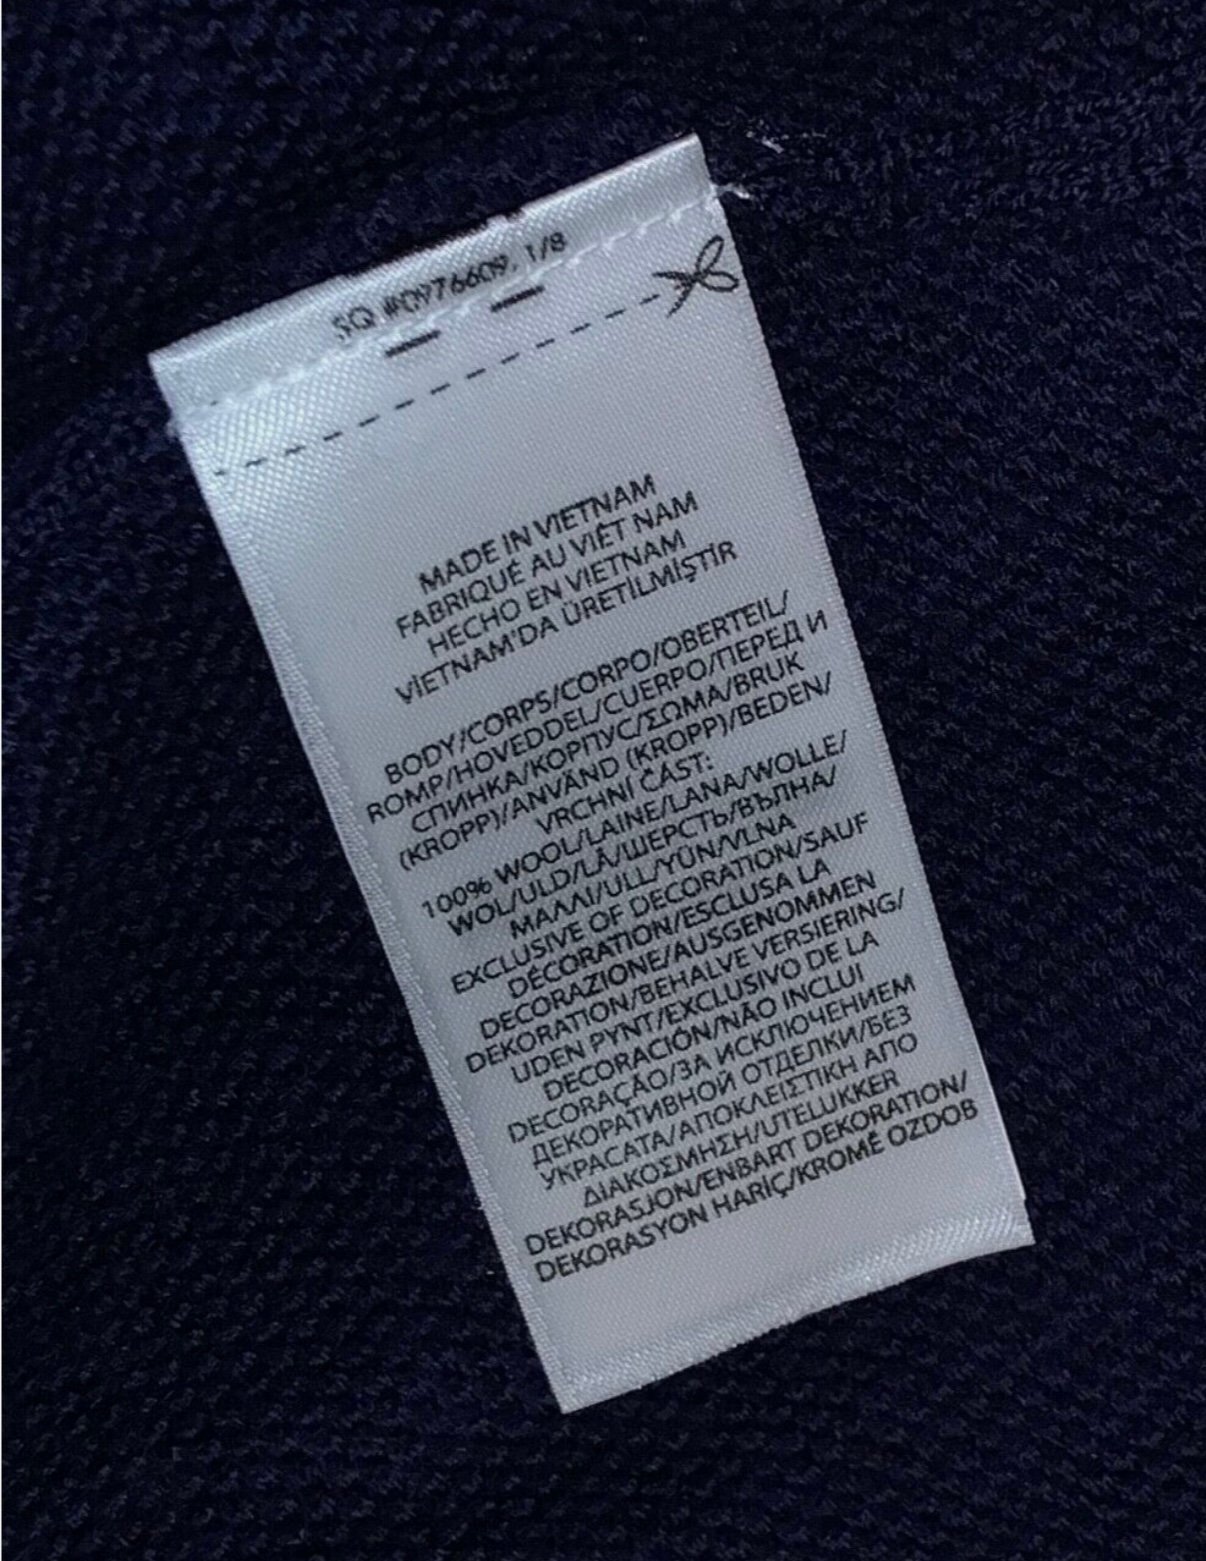 SQ #0976609, 1/8
MADE IN VIETNAM
FABRIQUÉ AU VIÊT NAM
HECHO EN VIETNAM
VİETNAM'DA ÜRETİLMİŞTİR
BODY/CORPS/CORPO/OBERTEIL/
ROMP/HOVEDDEL/CUERPO/ПЕРЕД И
СПИНКА/КОРПУС/ΣΩΜΑ/BRUK
(KROPP)/ANVÄND (KROPP)/BEDEN/
VRCHNÍ ČÁST:
100% WOOL/LAINE/LANA/WOLLE/
WOL/ULD/LÃ/ШЕРСТЬ/ВЪЛНА/
ΜΑΛΛΙ/ULL/YÜN/VLNA
EXCLUSIVE OF DECORATION/SAUF
DÉCORATION/ESCLUSA LA
DECORAZIONE/AUSGENOMMEN
DEKORATION/BEHALVE VERSIERING/
UDEN PYNT/EXCLUSIVO DE LA
DECORACIÓN/NÃO INCLUI
DECORAÇÃO/ЗА ИСКЛЮЧЕНИЕМ
ДЕКОРАТИВНОЙ ОТДЕЛКИ/БЕЗ
УКРАСАТА/ΑΠΟΚΛΕΙΣΤΙΚΗ ΑΠΟ
ΔΙΑΚΟΣΜΗΣΗ/UTELUKKER
DEKORASJON/ENBART DEKORATION/
DEKORASYON HARİÇ/KROMĚ OZDOB